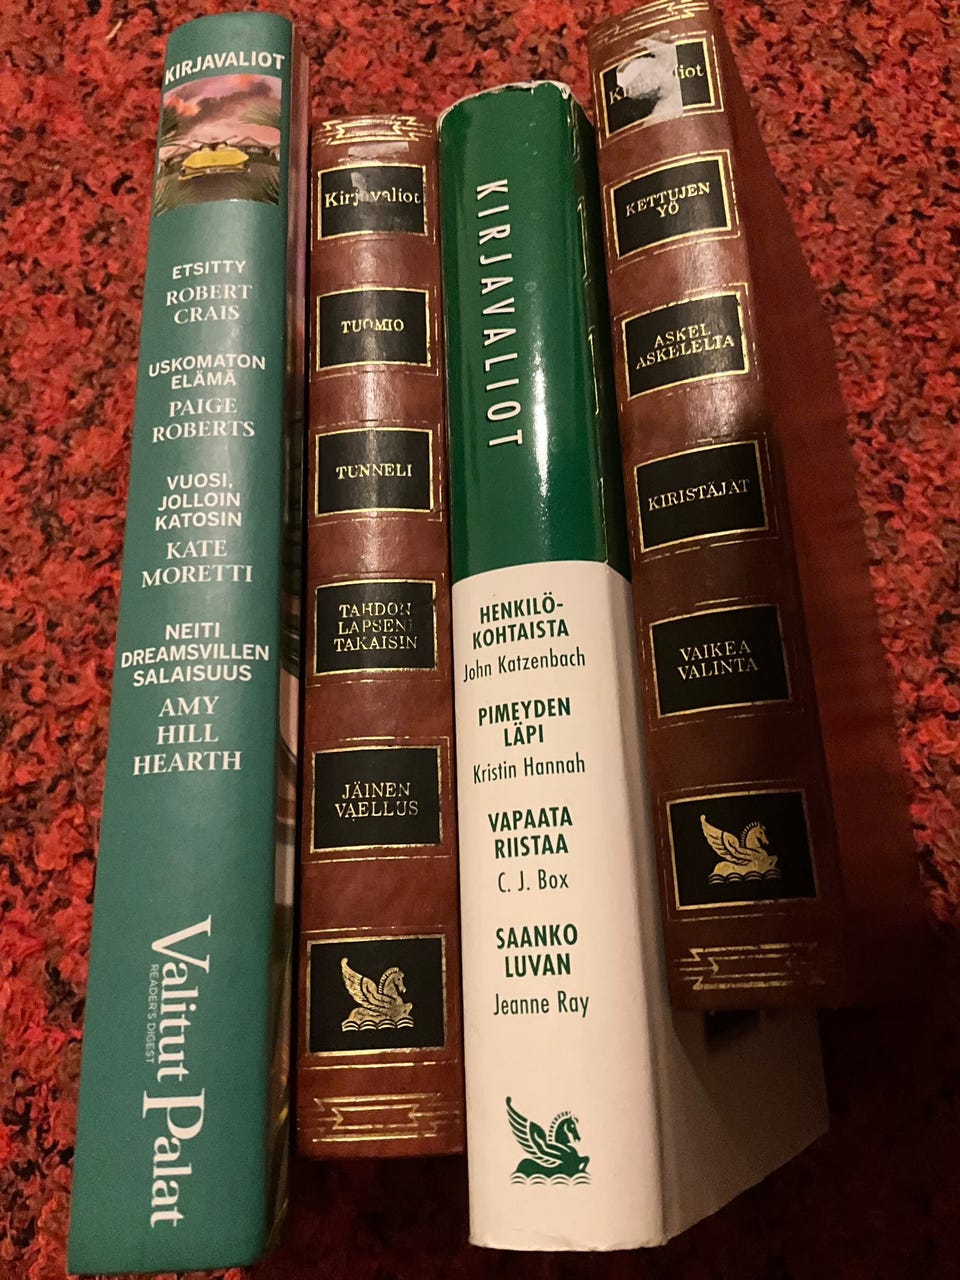 KIRJAVALIOT
ETSITTY
ROBERT
CRAIS
USKOMATON
ELÄMÄ
PAIGE
ROBERTS
VUOSI,
JOLLOIN
KATOSIN
KATE
MORETTI
NEITI
DREAMSVILLEN
SALAISUUS
AMY
HILL
HEARTH
Valitut Palat
READER'S DIGEST
Kirjavaliot
TUOMIO
TUNNELI
TAHDON
LAPSENI
TAKAISIN
JÄINEN
VAELLUS
KIRJAVALIOT
HENKILÖ-
KOHTAISTA
John Katzenbach
PIMEYDEN
LÄPI
Kristin Hannah
VAPAATA
RIISTAA
C. J. Box
SAANKO
LUVAN
Jeanne Ray
KETTUJEN
YÖ
ASKEL
ASKELELTA
KIRISTÄJÄT
VAIKEA
VALINTA